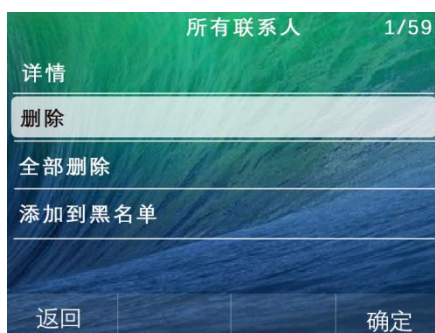 所有联系人 1/59
详情
删除
全部删除
添加到黑名单
返回 确定